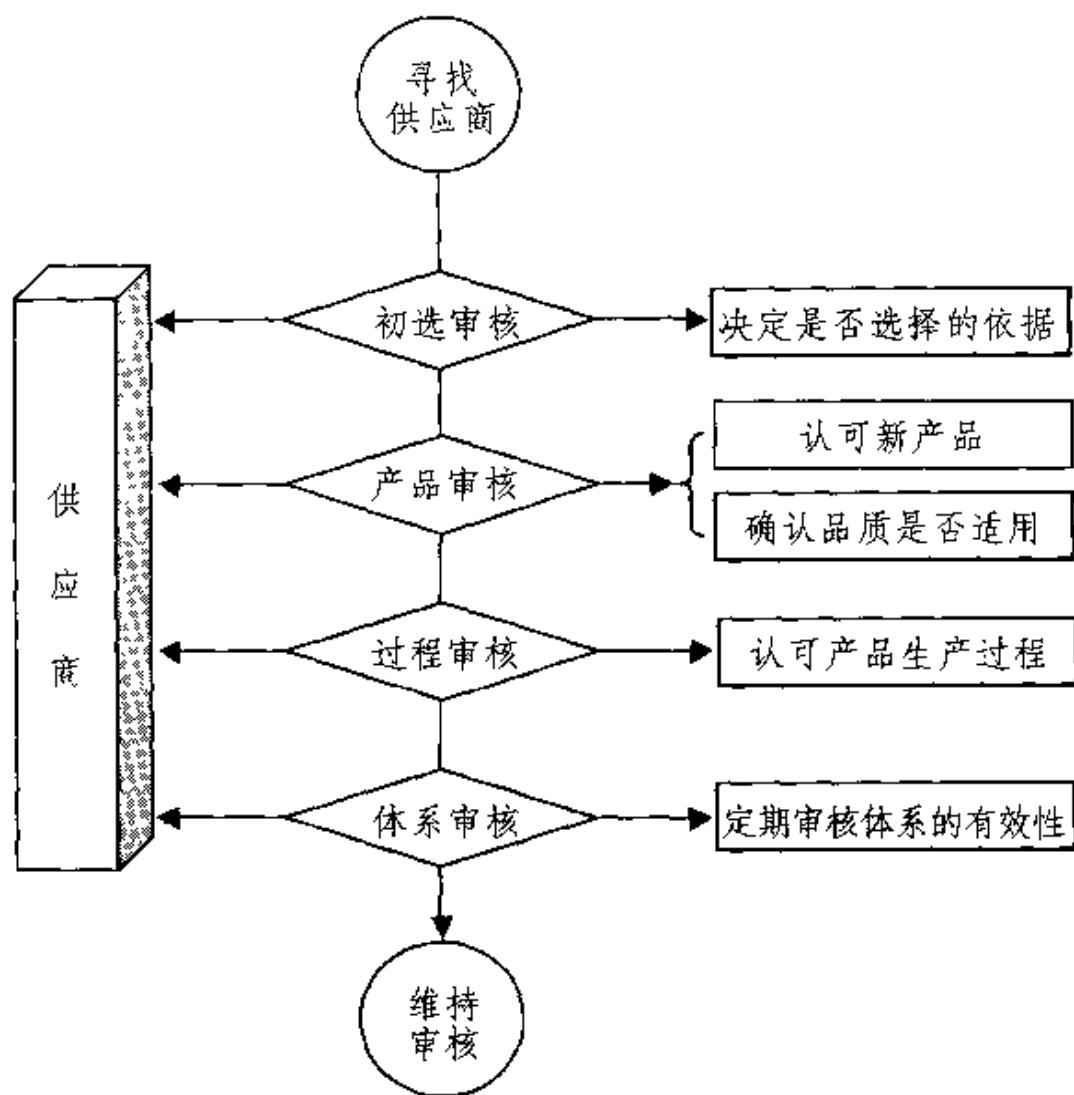 寻找
供应商
初选审核
决定是否选择的依据
产品审核
认可新产品
确认品质是否适用
供
应
商
过程审核
认可产品生产过程
体系审核
定期审核体系的有效性
维持
审核